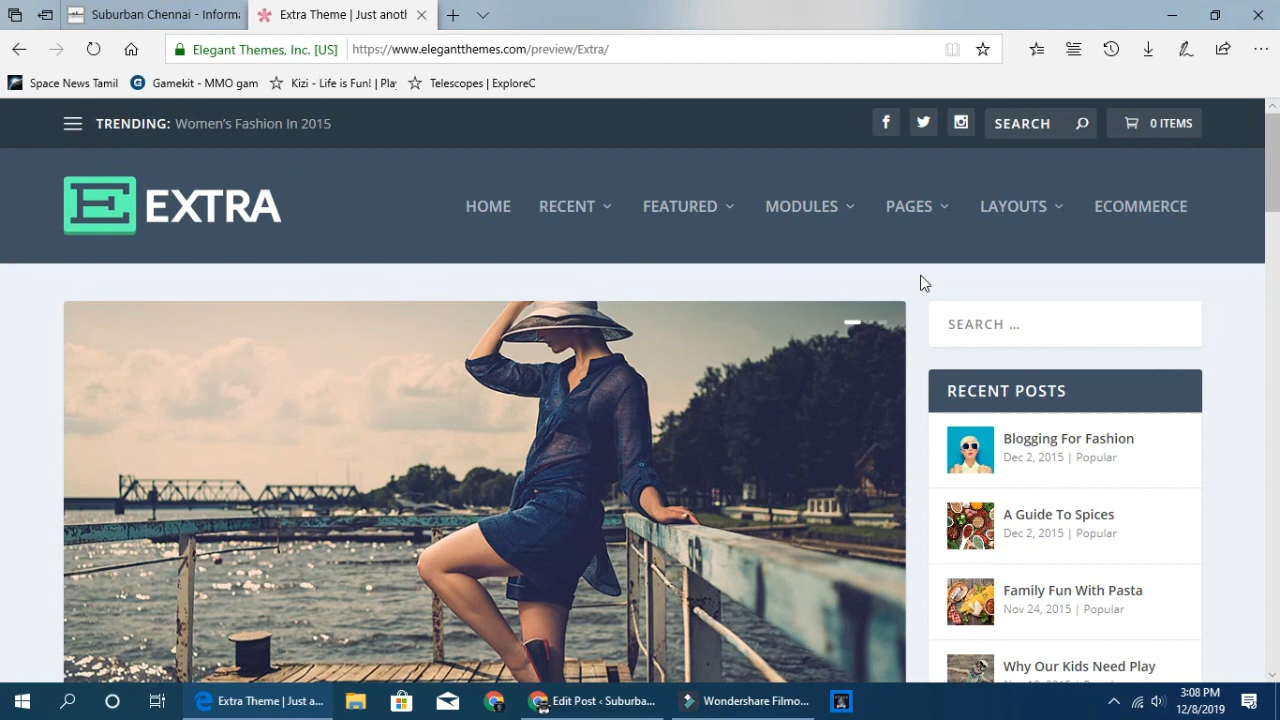 Suburban Chennai - Informa
Extra Theme | Just anoth
Elegant Themes, Inc. [US]
https://www.elegantthemes.com/preview/Extra/
Space News Tamil
Gamekit - MMO gam
Kizi - Life is Fun! | Pla
Telescopes | ExploreC
TRENDING: Women's Fashion In 2015
SEARCH
0 ITEMS
E EXTRA
HOME
RECENT
FEATURED
MODULES
PAGES
LAYOUTS
ECOMMERCE
SEARCH ...
RECENT POSTS
Blogging For Fashion
Dec 2, 2015 | Popular
A Guide To Spices
Dec 2, 2015 | Popular
Family Fun With Pasta
Nov 24, 2015 | Popular
Why Our Kids Need Play
Extra Theme | Just a...
Edit Post ‹ Suburba...
Wondershare Filmo...
3:08 PM
12/8/2019